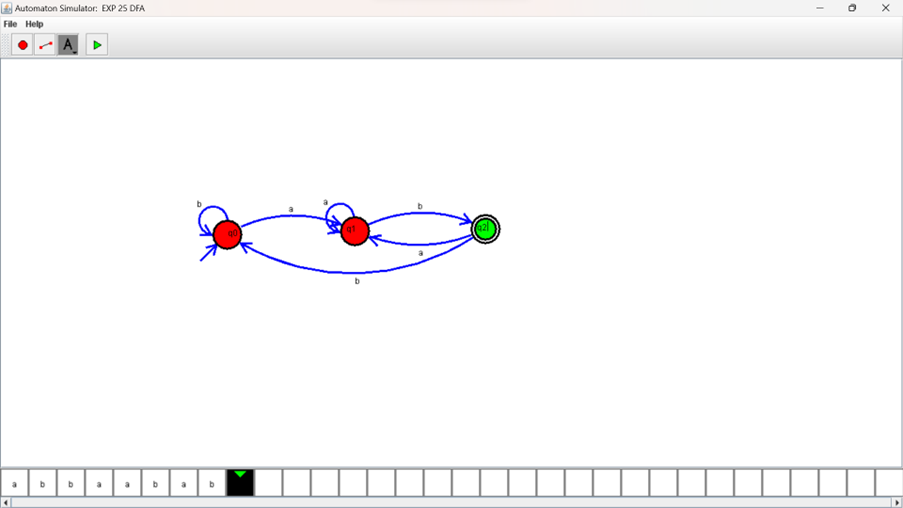 Automaton Simulator: EXP 25 DFA
File Help
A
b a a b
q0 q1 q2
a
b
a b b a a b a b